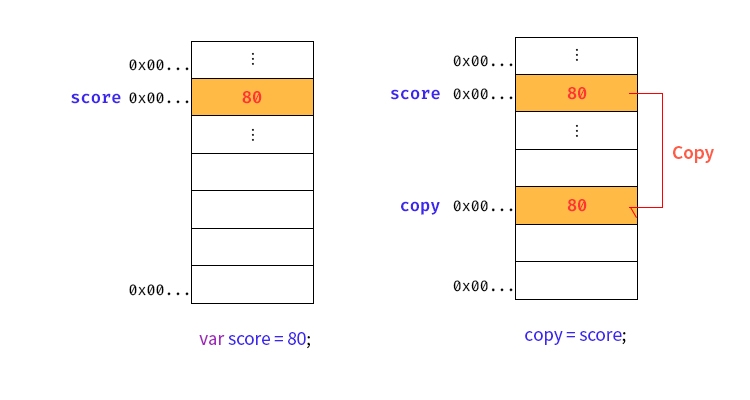 0x00... ⋮
score 0x00... 80
⋮
0x00...
var score = 80;
0x00... ⋮
score 0x00... 80
⋮
Copy
copy 0x00... 80
0x00...
copy = score;